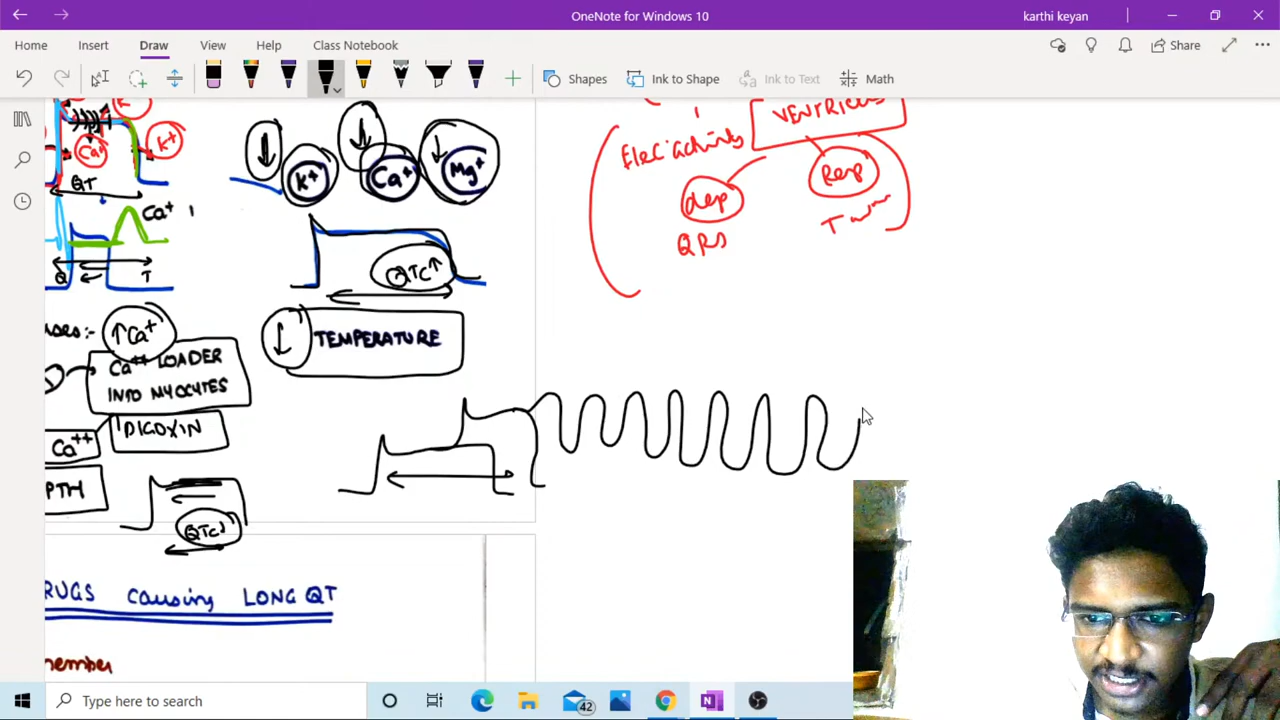 OneNote for Windows 10
karthi keyan
Home Insert Draw View Help Class Notebook
Share
Shapes Ink to Shape Ink to Text Math
K+
Ca+
K+
QT
Ca+
Q T
↓ ↓ ↓
K+ Ca+ Mg+
QTc↑
↓ TEMPERATURE
↑Ca+
Ca++ LOADER
INTO MYOCYTES
DIGOXIN
Ca++
PTH
QTc↓
VENTRICLES
Elec activity
dep Rep
QRS T
RUGS causing LONG QT
member
Type here to search
42